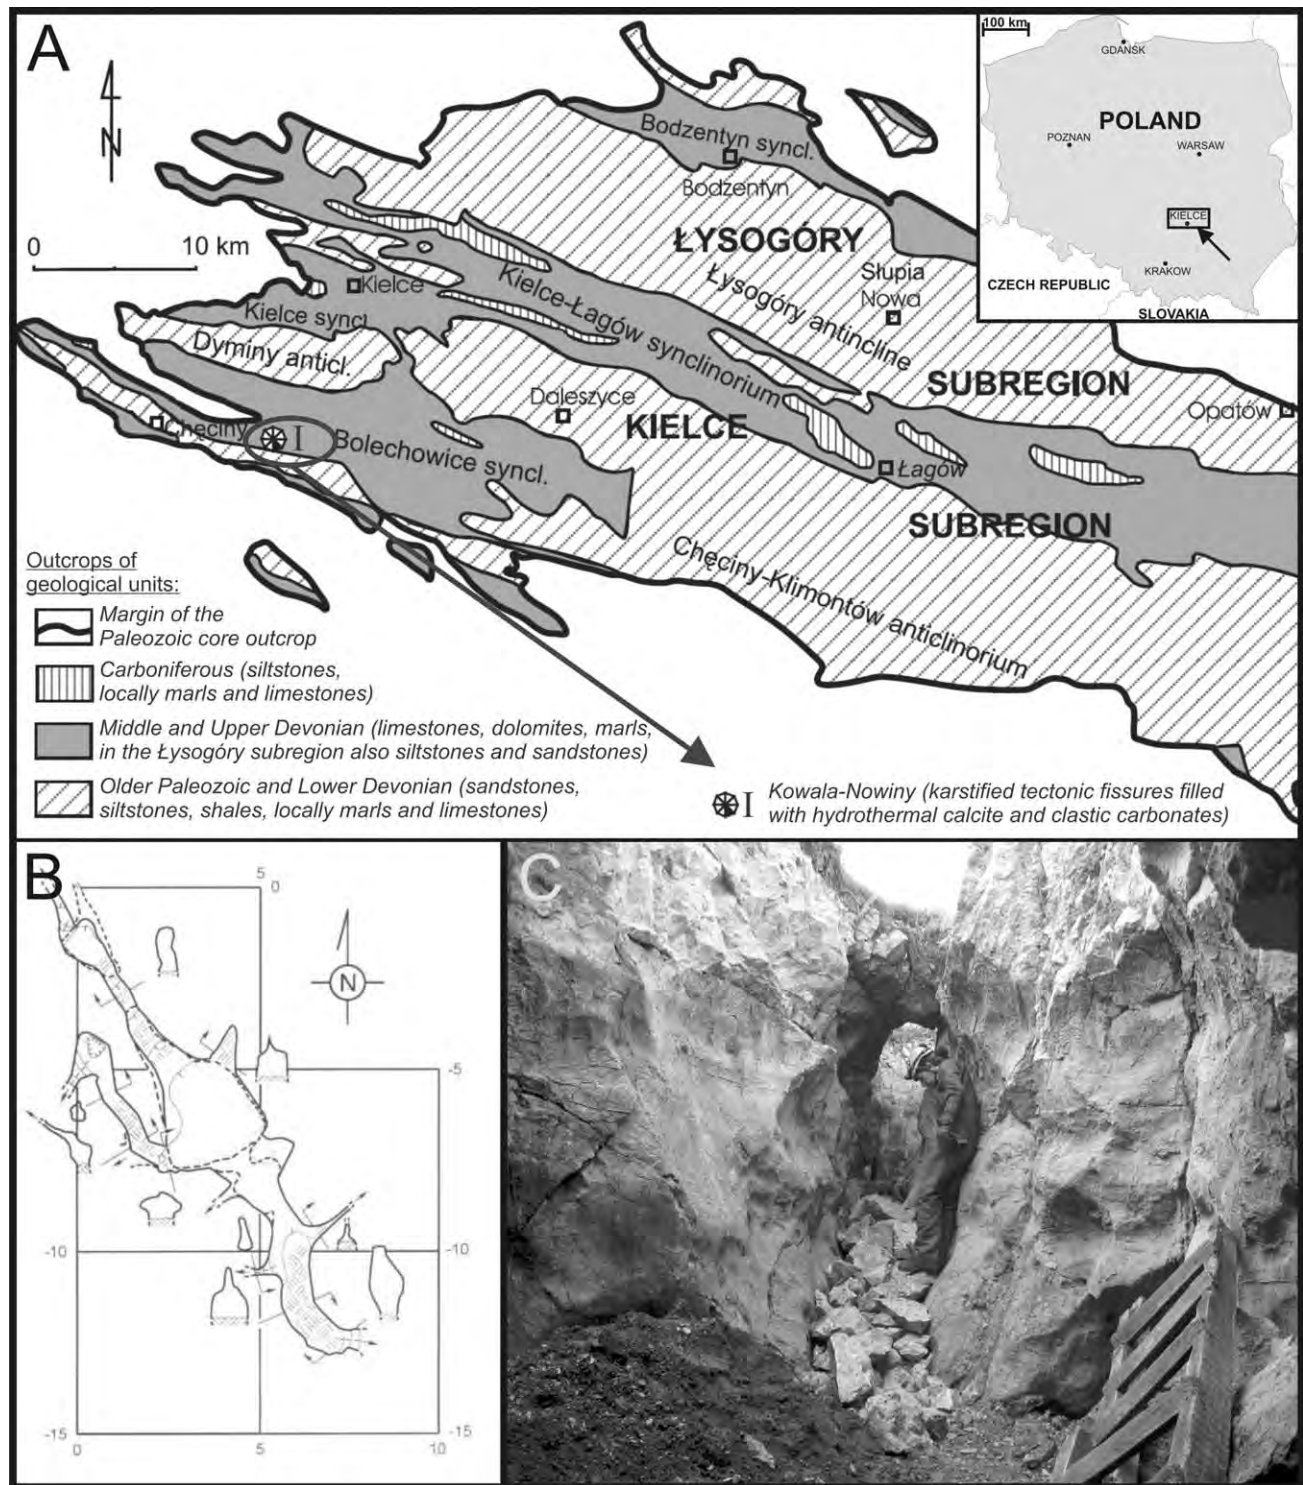 A
N
0 10 km
Bodzentyn syncl.
Bodzentyn
ŁYSOGÓRY
Łysogóry antincline
Słupia
Nowa
SUBREGION
Opatów
Kielce
Kielce-Łagów synclinorium
Kielce syncl.
Dyminy anticl.
Daleszyce
KIELCE
Chęciny
I
Bolechowice syncl.
Łagów
SUBREGION
Chęciny-Klimontów anticlinorium
100 km
GDAŃSK
POLAND
POZNAN
WARSAW
KIELCE
KRAKOW
CZECH REPUBLIC
SLOVAKIA
Outcrops of
geological units:
Margin of the
Paleozoic core outcrop
Carboniferous (siltstones,
locally marls and limestones)
Middle and Upper Devonian (limestones, dolomites, marls,
in the Łysogóry subregion also siltstones and sandstones)
Older Paleozoic and Lower Devonian (sandstones,
siltstones, shales, locally marls and limestones)
I Kowala-Nowiny (karstified tectonic fissures filled
with hydrothermal calcite and clastic carbonates)
B
5 0
N
-5
-10
-15 -15
0 5 10
C